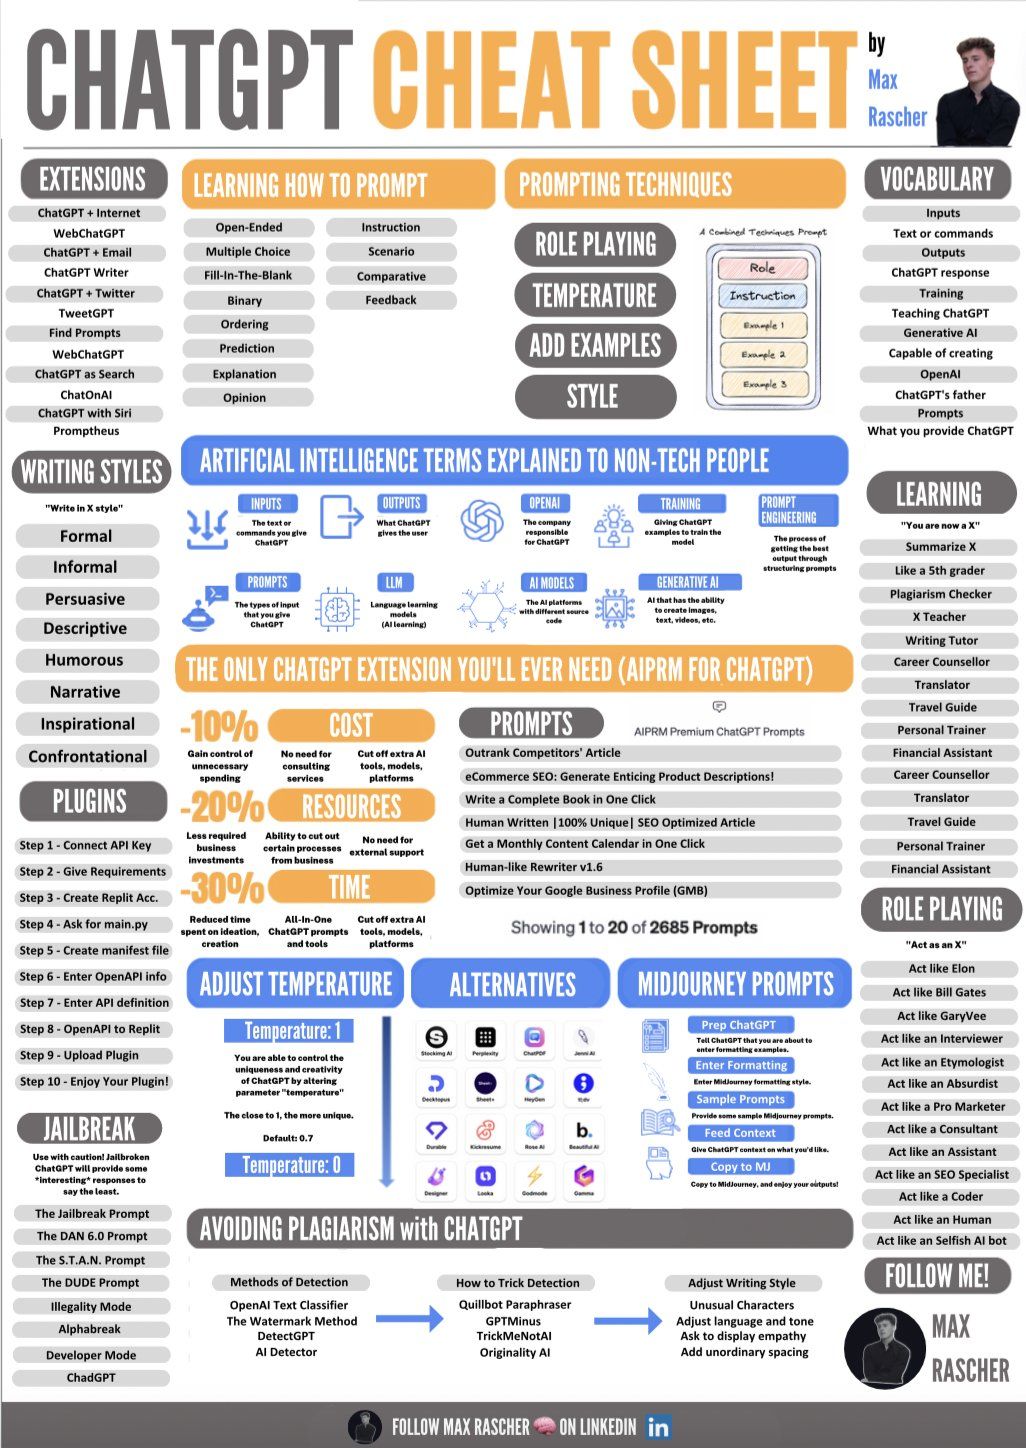 CHATGPT CHEAT SHEET
by
Max
Rascher
EXTENSIONS
ChatGPT + Internet
WebChatGPT
ChatGPT + Email
ChatGPT Writer
ChatGPT + Twitter
TweetGPT
Find Prompts
WebChatGPT
ChatGPT as Search
ChatOnAI
ChatGPT with Siri
Promptheus
WRITING STYLES
"Write in X style"
Formal
Informal
Persuasive
Descriptive
Humorous
Narrative
Inspirational
Confrontational
PLUGINS
Step 1 - Connect API Key
Step 2 - Give Requirements
Step 3 - Create Replit Acc.
Step 4 - Ask for main.py
Step 5 - Create manifest file
Step 6 - Enter OpenAPI info
Step 7 - Enter API definition
Step 8 - OpenAPI to Replit
Step 9 - Upload Plugin
Step 10 - Enjoy Your Plugin!
JAILBREAK
Use with caution! Jailbroken
ChatGPT will provide some
*interesting* responses to
say the least.
The Jailbreak Prompt
The DAN 6.0 Prompt
The S.T.A.N. Prompt
The DUDE Prompt
Illegality Mode
Alphabreak
Developer Mode
ChadGPT
LEARNING HOW TO PROMPT
Open-Ended
Multiple Choice
Fill-In-The-Blank
Binary
Ordering
Prediction
Explanation
Opinion
Instruction
Scenario
Comparative
Feedback
PROMPTING TECHNIQUES
ROLE PLAYING
TEMPERATURE
ADD EXAMPLES
STYLE
A Combined Techniques Prompt
Role
Instruction
Example 1
Example 2
Example 3
ARTIFICIAL INTELLIGENCE TERMS EXPLAINED TO NON-TECH PEOPLE
INPUTS
The text or
commands you give
ChatGPT
OUTPUTS
What ChatGPT
gives the user
OPENAI
The company
responsible
for ChatGPT
TRAINING
Giving ChatGPT
examples to train the
model
PROMPT
ENGINEERING
The process of
getting the best
output through
structuring prompts
PROMPTS
The types of input
that you give
ChatGPT
LLM
Language learning
models
(AI learning)
AI MODELS
The AI platforms
with different source
code
GENERATIVE AI
AI that has the ability
to create images,
text, videos, etc.
THE ONLY CHATGPT EXTENSION YOU'LL EVER NEED (AIPRM FOR CHATGPT)
-10% COST
Gain control of
unnecessary
spending
No need for
consulting
services
Cut off extra AI
tools, models,
platforms
-20% RESOURCES
Less required
business
investments
Ability to cut out
certain processes
from business
No need for
external support
-30% TIME
Reduced time
spent on ideation,
creation
All-In-One
ChatGPT prompts
and tools
Cut off extra AI
tools, models,
platforms
PROMPTS
AIPRM Premium ChatGPT Prompts
Outrank Competitors' Article
eCommerce SEO: Generate Enticing Product Descriptions!
Write a Complete Book in One Click
Human Written |100% Unique| SEO Optimized Article
Get a Monthly Content Calendar in One Click
Human-like Rewriter v1.6
Optimize Your Google Business Profile (GMB)
Showing 1 to 20 of 2685 Prompts
ADJUST TEMPERATURE
Temperature: 1
You are able to control the
uniqueness and creativity
of ChatGPT by altering
parameter "temperature"
The close to 1, the more unique.
Default: 0.7
Temperature: 0
ALTERNATIVES
Stocking AI
Perplexity
ChatPDF
Jenni AI
Decktopus
Sheet+
Sheet+
HeyGen
tl;dv
Durable
Kickresume
Rose AI
b.
Beautiful AI
Designer
Looka
Godmode
Gamma
MIDJOURNEY PROMPTS
Prep ChatGPT
Tell ChatGPT that you are about to
enter formatting examples.
Enter Formatting
Enter MidJourney formatting style.
Sample Prompts
Provide some sample Midjourney prompts.
Feed Context
Give ChatGPT context on what you'd like.
Copy to MJ
Copy to MidJourney, and enjoy your outputs!
AVOIDING PLAGIARISM with CHATGPT
Methods of Detection
OpenAI Text Classifier
The Watermark Method
DetectGPT
AI Detector
How to Trick Detection
Quillbot Paraphraser
GPTMinus
TrickMeNotAI
Originality AI
Adjust Writing Style
Unusual Characters
Adjust language and tone
Ask to display empathy
Add unordinary spacing
VOCABULARY
Inputs
Text or commands
Outputs
ChatGPT response
Training
Teaching ChatGPT
Generative AI
Capable of creating
OpenAI
ChatGPT's father
Prompts
What you provide ChatGPT
LEARNING
"You are now a X"
Summarize X
Like a 5th grader
Plagiarism Checker
X Teacher
Writing Tutor
Career Counsellor
Translator
Travel Guide
Personal Trainer
Financial Assistant
Career Counsellor
Translator
Travel Guide
Personal Trainer
Financial Assistant
ROLE PLAYING
"Act as an X"
Act like Elon
Act like Bill Gates
Act like GaryVee
Act like an Interviewer
Act like an Etymologist
Act like an Absurdist
Act like a Pro Marketer
Act like a Consultant
Act like an Assistant
Act like an SEO Specialist
Act like a Coder
Act like an Human
Act like an Selfish AI bot
FOLLOW ME!
MAX
RASCHER
FOLLOW MAX RASCHER ON LINKEDIN in